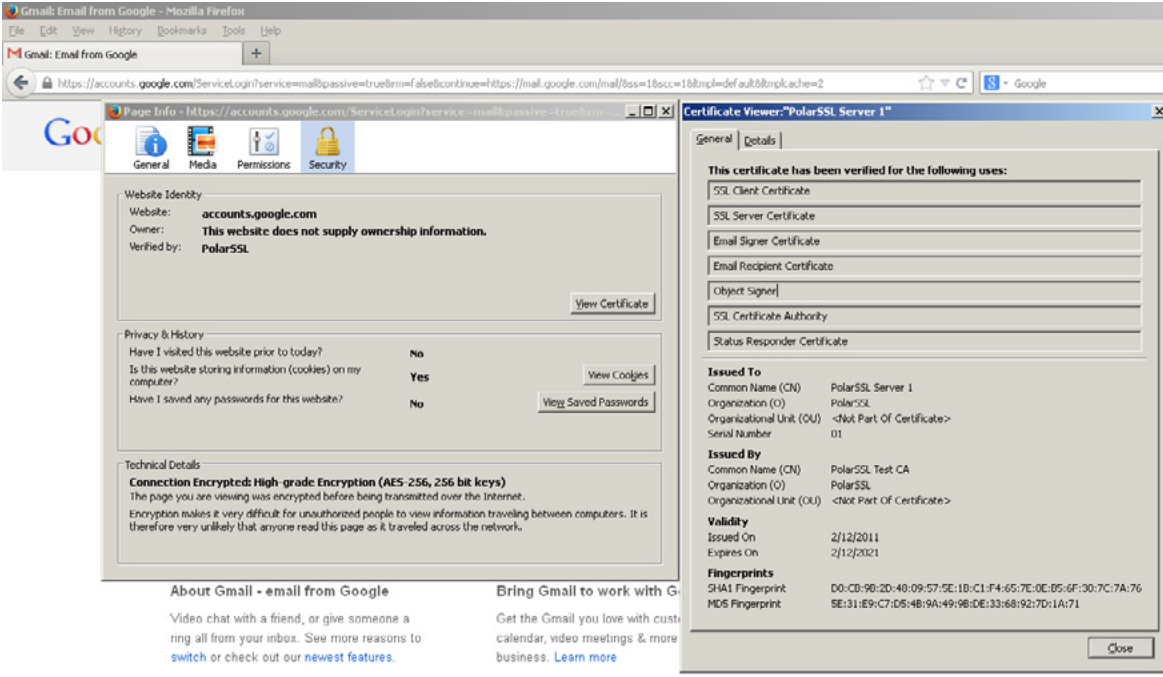 Gmail: Email from Google - Mozilla Firefox
File Edit View History Bookmarks Tools Help
Gmail: Email from Google +
https://accounts.google.com/ServiceLogin?service=mail&passive=true&rm=false&continue=https://mail.google.com/mail/&ss=1&scc=1&ltmpl=default&ltmplcache=2
Google
Goo
Page Info - https://accounts.google.com/ServiceLogin?service=mail&passive=true&rm=...
General Media Permissions Security
Website Identity
Website: accounts.google.com
Owner: This website does not supply ownership information.
Verified by: PolarSSL
View Certificate
Privacy & History
Have I visited this website prior to today? No
Is this website storing information (cookies) on my
computer? Yes View Cookies
Have I saved any passwords for this website? No View Saved Passwords
Technical Details
Connection Encrypted: High-grade Encryption (AES-256, 256 bit keys)
The page you are viewing was encrypted before being transmitted over the Internet.
Encryption makes it very difficult for unauthorized people to view information traveling between computers. It is
therefore very unlikely that anyone read this page as it traveled across the network.
Certificate Viewer:"PolarSSL Server 1"
General Details
This certificate has been verified for the following uses:
SSL Client Certificate
SSL Server Certificate
Email Signer Certificate
Email Recipient Certificate
Object Signer
SSL Certificate Authority
Status Responder Certificate
Issued To
Common Name (CN) PolarSSL Server 1
Organization (O) PolarSSL
Organizational Unit (OU) <Not Part Of Certificate>
Serial Number 01
Issued By
Common Name (CN) PolarSSL Test CA
Organization (O) PolarSSL
Organizational Unit (OU) <Not Part Of Certificate>
Validity
Issued On 2/12/2011
Expires On 2/12/2021
Fingerprints
SHA1 Fingerprint D0:CB:9B:2D:48:09:57:5E:1B:C1:F4:65:7E:0E:B5:6F:30:7C:7A:76
MD5 Fingerprint 5E:31:E9:C7:D5:4B:9A:49:9B:DE:33:68:92:7D:1A:71
Close
About Gmail - email from Google
Video chat with a friend, or give someone a
ring all from your inbox. See more reasons to
switch or check out our newest features.
Bring Gmail to work with G
Get the Gmail you love with cust
calendar, video meetings & more
business. Learn more